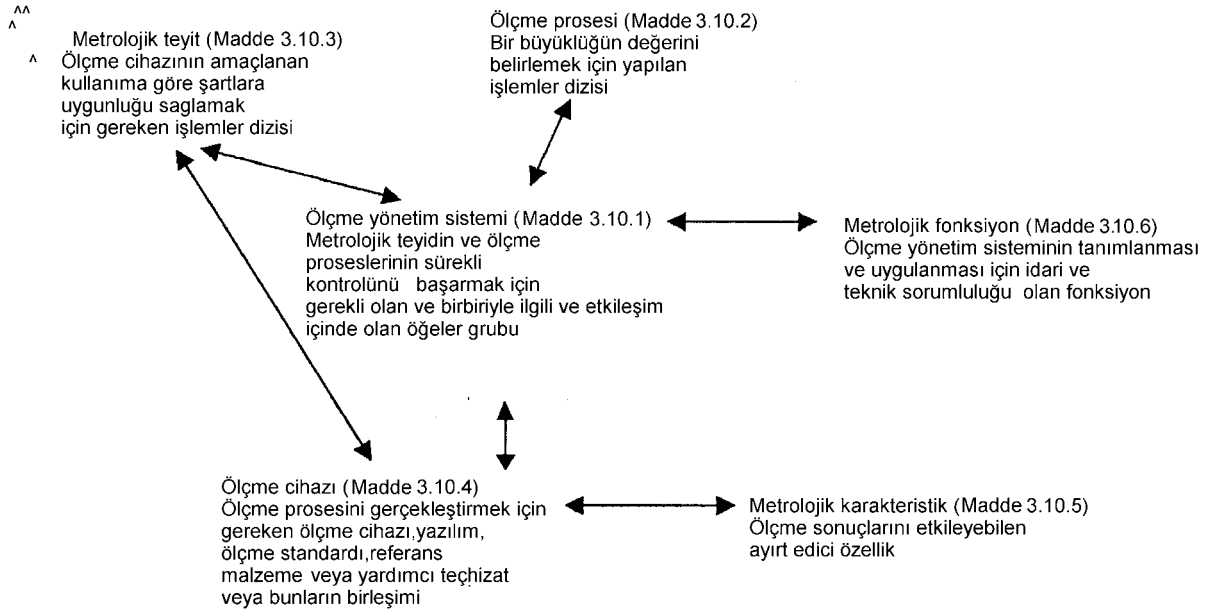 ^^
^
^
Metrolojik teyit (Madde 3.10.3)
Ölçme cihazının amaçlanan
kullanıma göre şartlara
uygunluğu saglamak
için gereken işlemler dizisi
Ölçme prosesi (Madde 3.10.2)
Bir büyüklüğün değerini
belirlemek için yapılan
işlemler dizisi
Ölçme yönetim sistemi (Madde 3.10.1)
Metrolojik teyidin ve ölçme
proseslerinin sürekli
kontrolünü başarmak için
gerekli olan ve birbiriyle ilgili ve etkileşim
içinde olan öğeler grubu
Metrolojik fonksiyon (Madde 3.10.6)
Ölçme yönetim sisteminin tanımlanması
ve uygulanması için idari ve
teknik sorumluluğu olan fonksiyon
Ölçme cihazı (Madde 3.10.4)
Ölçme prosesini gerçekleştirmek için
gereken ölçme cihazı,yazılım,
ölçme standardı,referans
malzeme veya yardımcı teçhizat
veya bunların birleşimi
Metrolojik karakteristik (Madde 3.10.5)
Ölçme sonuçlarını etkileyebilen
ayırt edici özellik